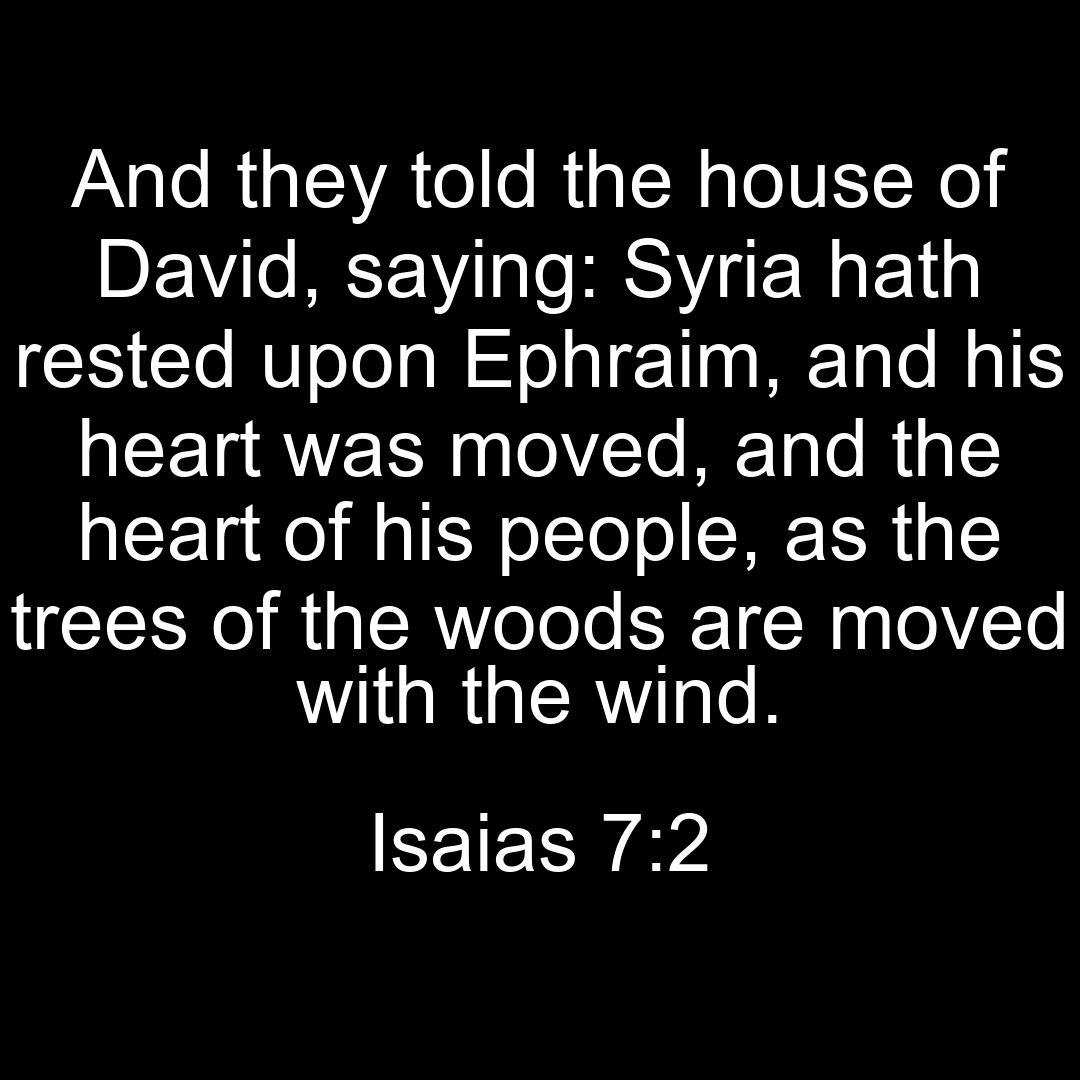 And they told the house of
David, saying: Syria hath
rested upon Ephraim, and his
heart was moved, and the
heart of his people, as the
trees of the woods are moved
with the wind.
Isaias 7:2